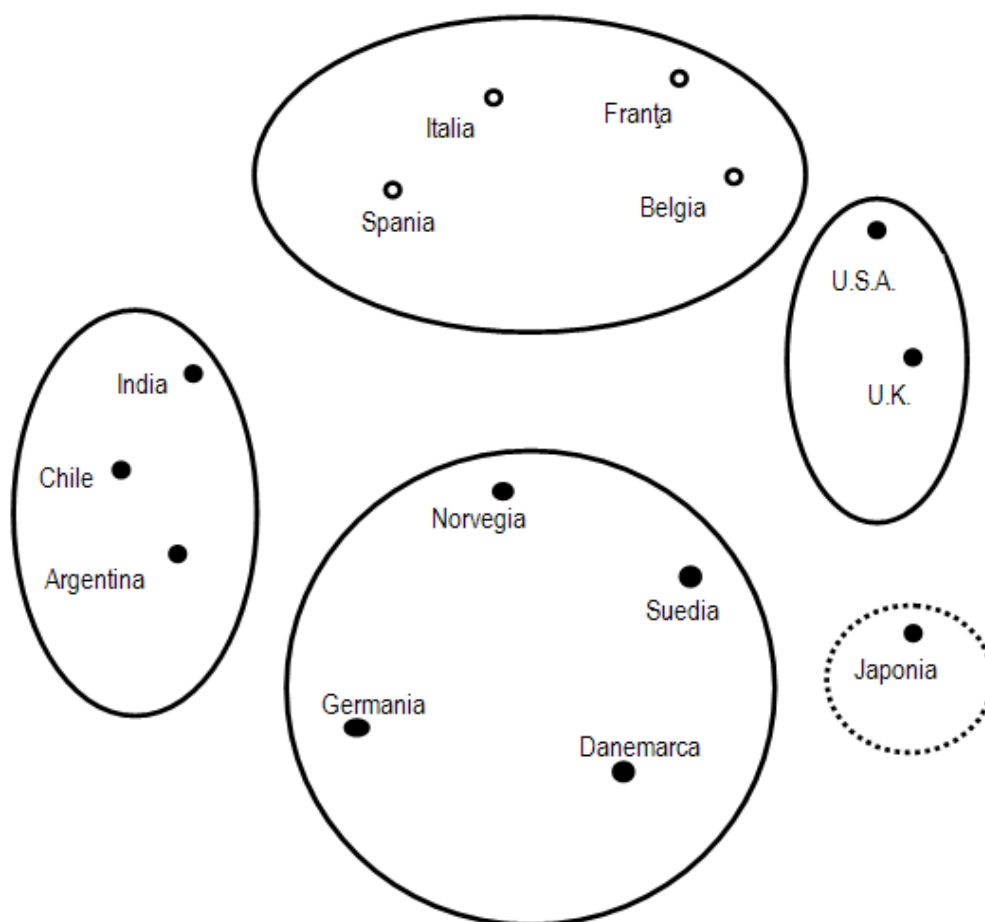 Franţa
Italia
Belgia
Spania
U.S.A.
India
U.K.
Chile
Norvegia
Argentina
Suedia
Japonia
Germania
Danemarca